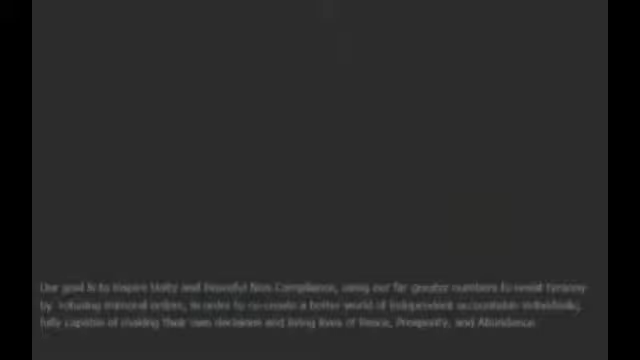 Our goal is to inspire Unity and Peaceful Non Compliance, using our far greater numbers to resist tyranny
by refusing immoral orders, in order to co-create a better world of independent accountable individuals,
fully capable of making their own decisions and living lives of Peace, Prosperity, and Abundance.